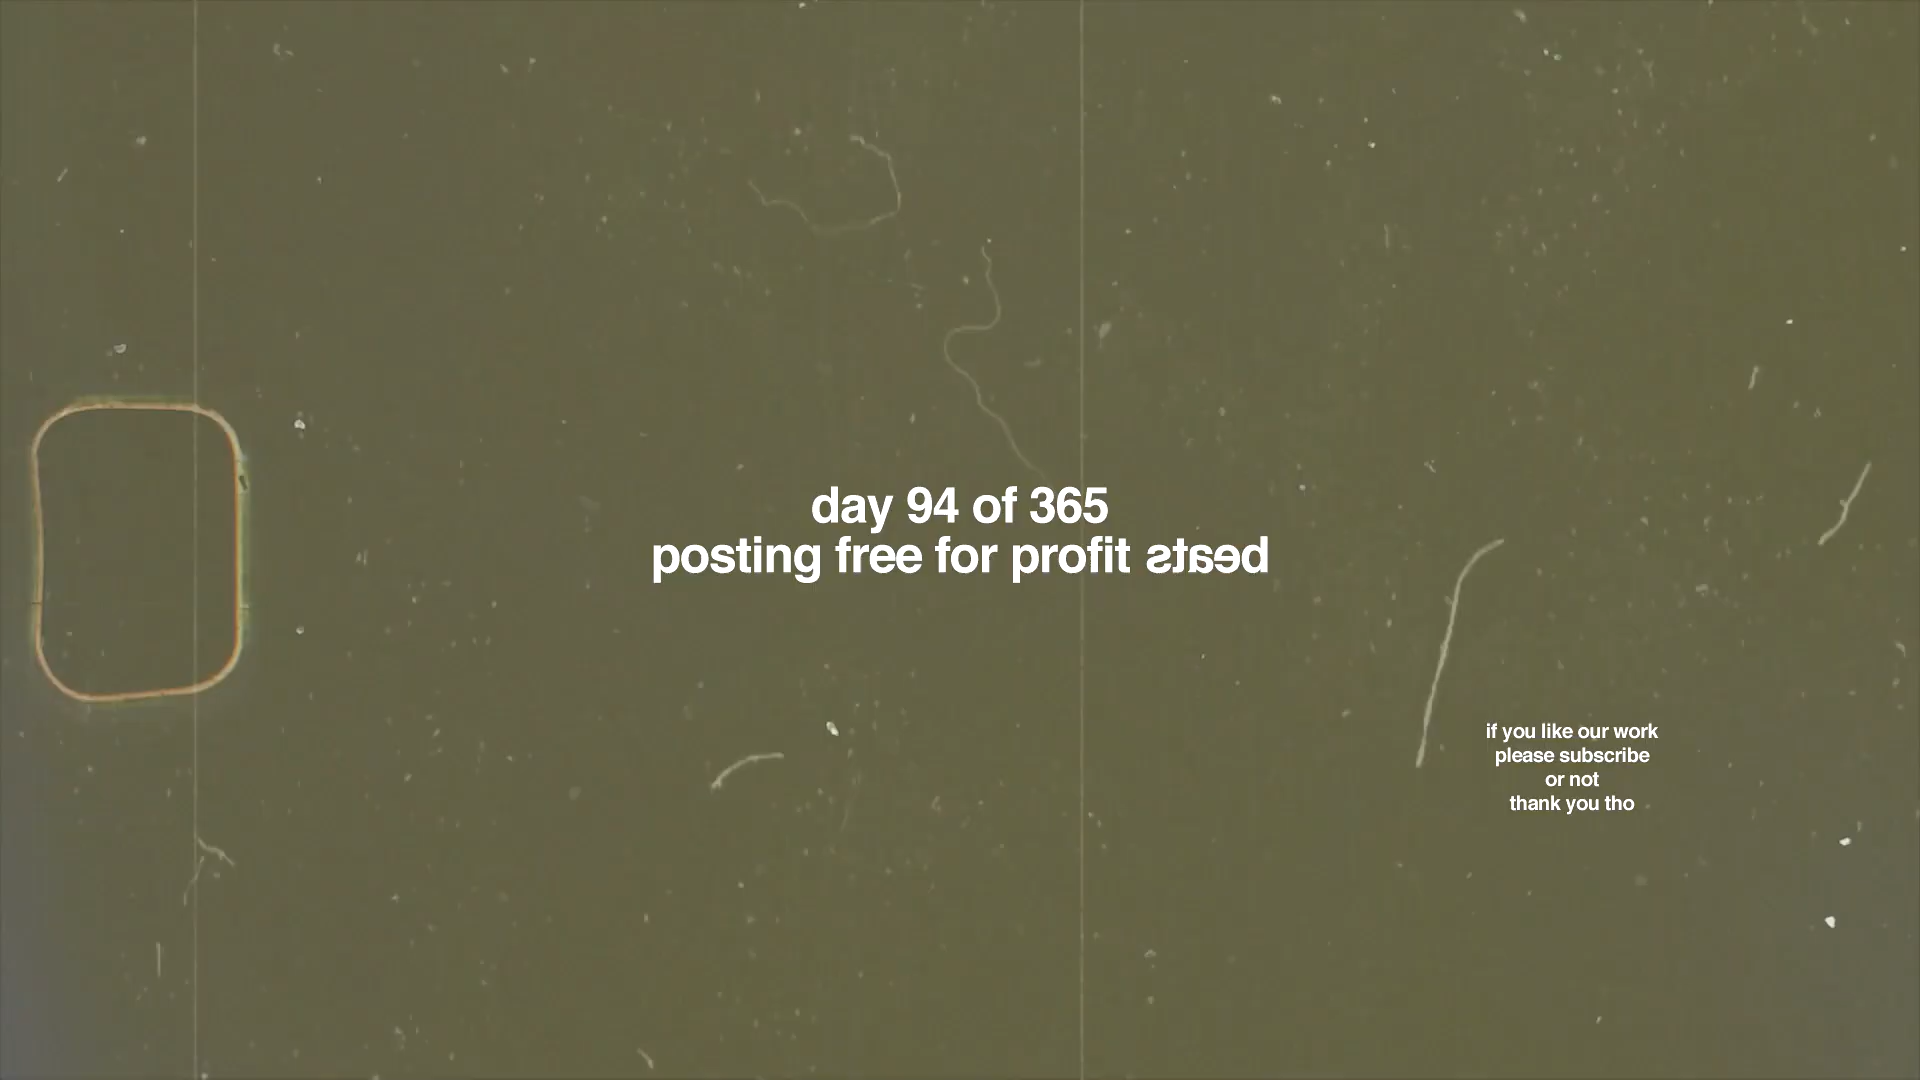 day 94 of 365
posting free for profit beats
if you like our work
please subscribe
or not
thank you tho